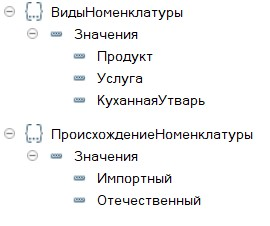 ВидыНоменклатуры
Значения
Продукт
Услуга
КуханнаяУтварь
ПроисхождениеНоменклатуры
Значения
Импортный
Отечественный